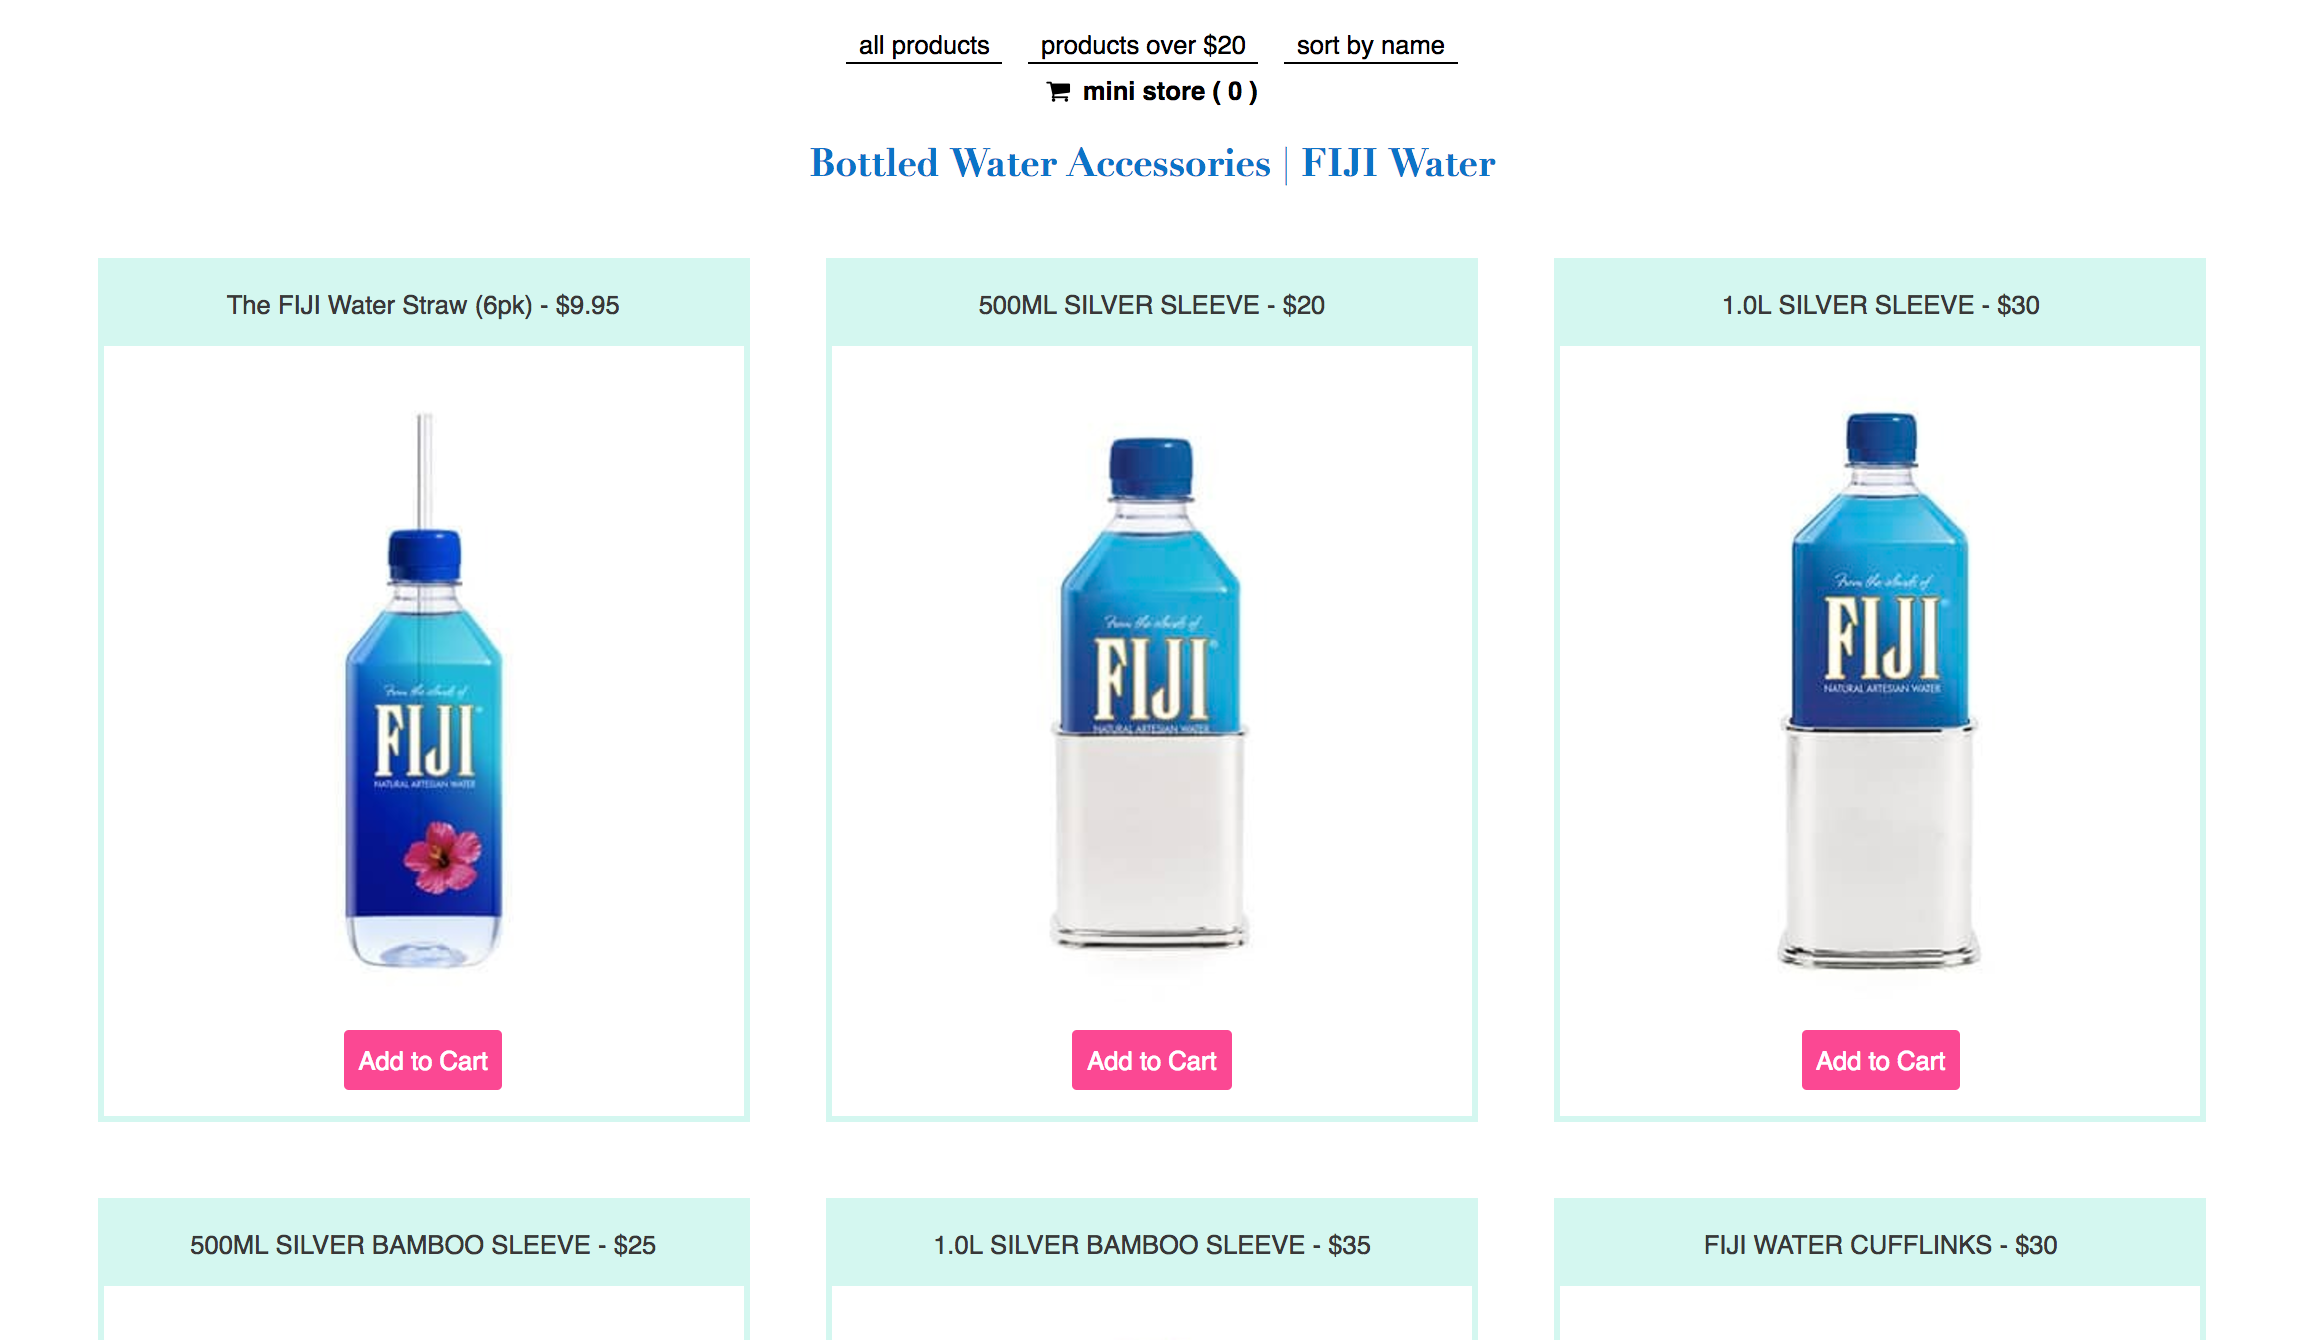 all products products over $20 sort by name
mini store ( 0 )
Bottled Water Accessories | FIJI Water
The FIJI Water Straw (6pk) - $9.95
500ML SILVER SLEEVE - $20
1.0L SILVER SLEEVE - $30
From the islands of
FIJI
NATURAL ARTESIAN WATER
From the islands of
FIJI
NATURAL ARTESIAN WATER
From the islands of
FIJI
NATURAL ARTESIAN WATER
Add to Cart
Add to Cart
Add to Cart
500ML SILVER BAMBOO SLEEVE - $25
1.0L SILVER BAMBOO SLEEVE - $35
FIJI WATER CUFFLINKS - $30